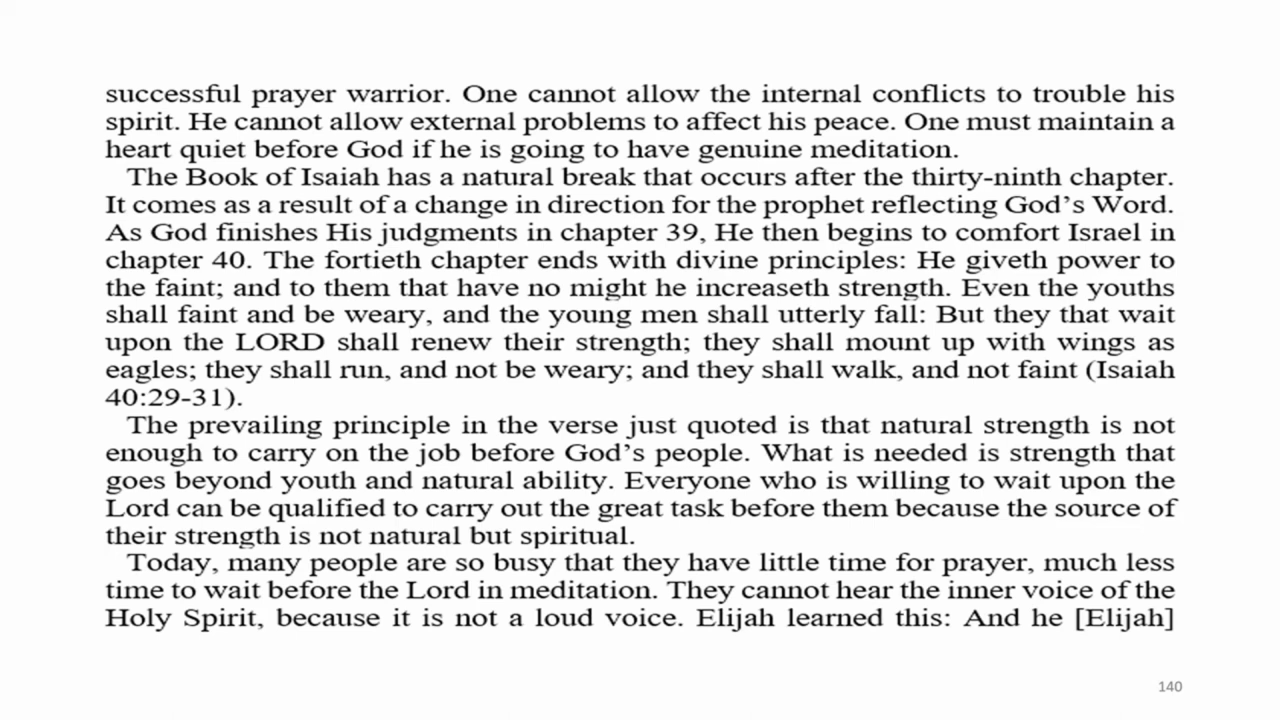 successful prayer warrior. One cannot allow the internal conflicts to trouble his
spirit. He cannot allow external problems to affect his peace. One must maintain a
heart quiet before God if he is going to have genuine meditation.
The Book of Isaiah has a natural break that occurs after the thirty-ninth chapter.
It comes as a result of a change in direction for the prophet reflecting God’s Word.
As God finishes His judgments in chapter 39, He then begins to comfort Israel in
chapter 40. The fortieth chapter ends with divine principles: He giveth power to
the faint; and to them that have no might he increaseth strength. Even the youths
shall faint and be weary, and the young men shall utterly fall: But they that wait
upon the LORD shall renew their strength; they shall mount up with wings as
eagles; they shall run, and not be weary; and they shall walk, and not faint (Isaiah
40:29-31).
The prevailing principle in the verse just quoted is that natural strength is not
enough to carry on the job before God’s people. What is needed is strength that
goes beyond youth and natural ability. Everyone who is willing to wait upon the
Lord can be qualified to carry out the great task before them because the source of
their strength is not natural but spiritual.
Today, many people are so busy that they have little time for prayer, much less
time to wait before the Lord in meditation. They cannot hear the inner voice of the
Holy Spirit, because it is not a loud voice. Elijah learned this: And he [Elijah]
140